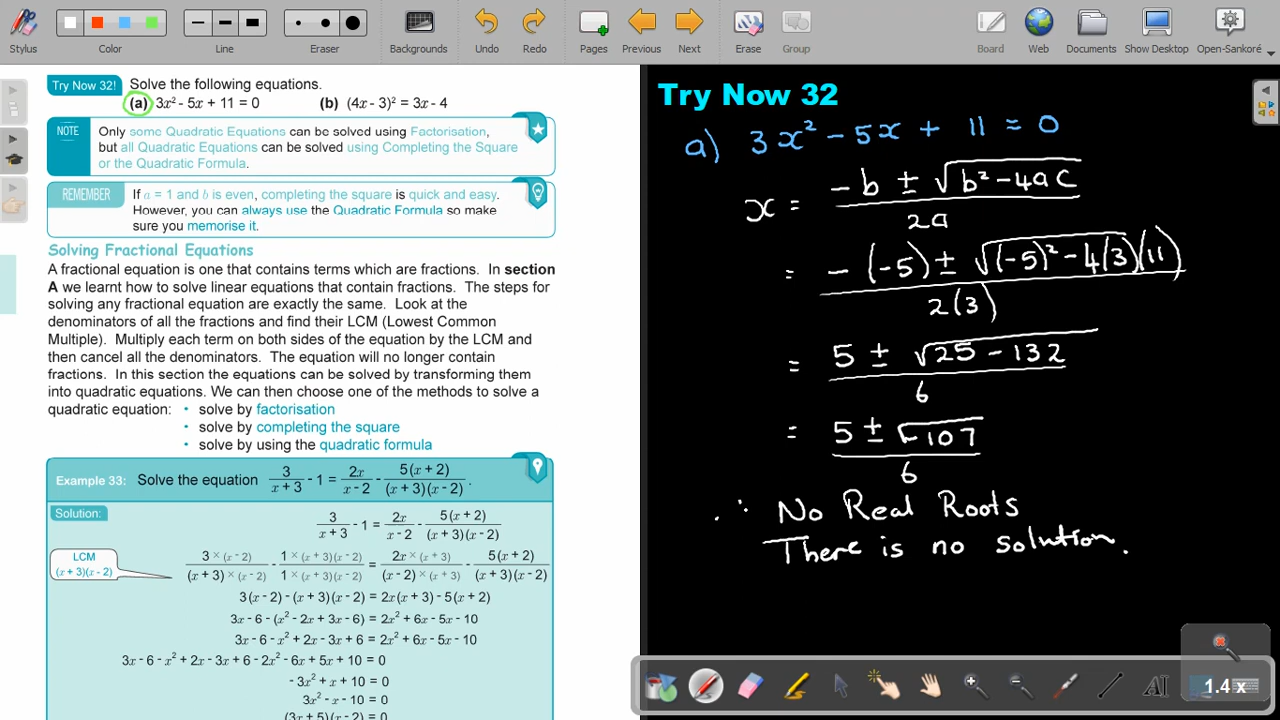 Stylus
Color
Line
Eraser
Backgrounds
Undo
Redo
Pages
Previous
Next
Erase
Group
Board
Web
Documents
Show Desktop
Open-Sankoré
Try Now 32! Solve the following equations.
(a) 3x² - 5x + 11 = 0 (b) (4x - 3)² = 3x - 4
NOTE
Only some Quadratic Equations can be solved using Factorisation,
but all Quadratic Equations can be solved using Completing the Square
or the Quadratic Formula.
REMEMBER
If a = 1 and b is even, completing the square is quick and easy.
However, you can always use the Quadratic Formula so make
sure you memorise it.
Solving Fractional Equations
A fractional equation is one that contains terms which are fractions. In section
A we learnt how to solve linear equations that contain fractions. The steps for
solving any fractional equation are exactly the same. Look at the
denominators of all the fractions and find their LCM (Lowest Common
Multiple). Multiply each term on both sides of the equation by the LCM and
then cancel all the denominators. The equation will no longer contain
fractions. In this section the equations can be solved by transforming them
into quadratic equations. We can then choose one of the methods to solve a
quadratic equation: • solve by factorisation
• solve by completing the square
• solve by using the quadratic formula
Example 33: Solve the equation 3/(x + 3) - 1 = 2x/(x - 2) - 5(x + 2)/((x + 3)(x - 2)).
Solution:
3/(x + 3) - 1 = 2x/(x - 2) - 5(x + 2)/((x + 3)(x - 2))
LCM
(x + 3)(x - 2)
3 × (x - 2)/((x + 3) × (x - 2)) - 1 × (x + 3)(x - 2)/(1 × (x + 3)(x - 2)) = 2x × (x + 3)/((x - 2) × (x + 3)) - 5(x + 2)/((x + 3)(x - 2))
3(x - 2) - (x + 3)(x - 2) = 2x(x + 3) - 5(x + 2)
3x - 6 - (x² - 2x + 3x - 6) = 2x² + 6x - 5x - 10
3x - 6 - x² + 2x - 3x + 6 = 2x² + 6x - 5x - 10
3x - 6 - x² + 2x - 3x + 6 - 2x² - 6x + 5x + 10 = 0
- 3x² + x + 10 = 0
3x² - x - 10 = 0
(3x + 5)(x - 2) = 0
Try Now 32
a) 3x² - 5x + 11 = 0
x = (-b ± √(b² - 4ac))/2a
= (-(-5) ± √((-5)² - 4(3)(11)))/2(3)
= (5 ± √(25 - 132))/6
= (5 ± √-107)/6
∴ No Real Roots
There is no solution.
1.4 x